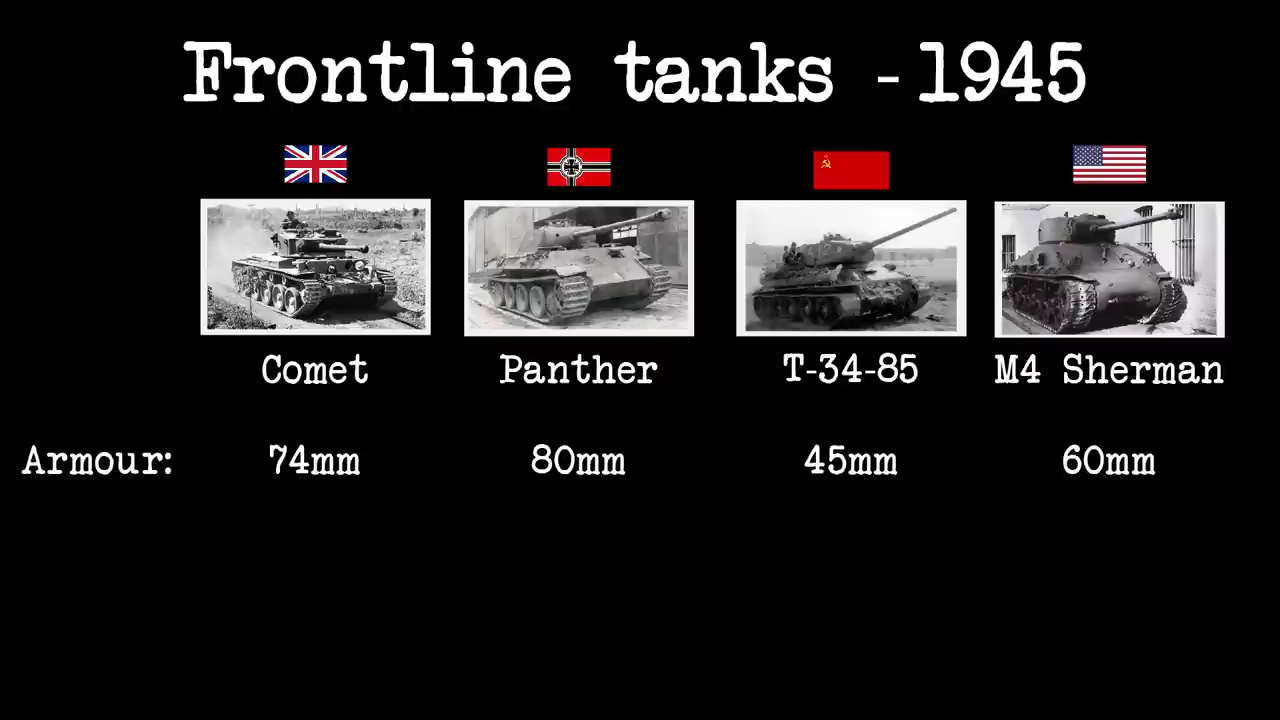 Frontline tanks - 1945
Comet Panther T-34-85 M4 Sherman
Armour: 74mm 80mm 45mm 60mm